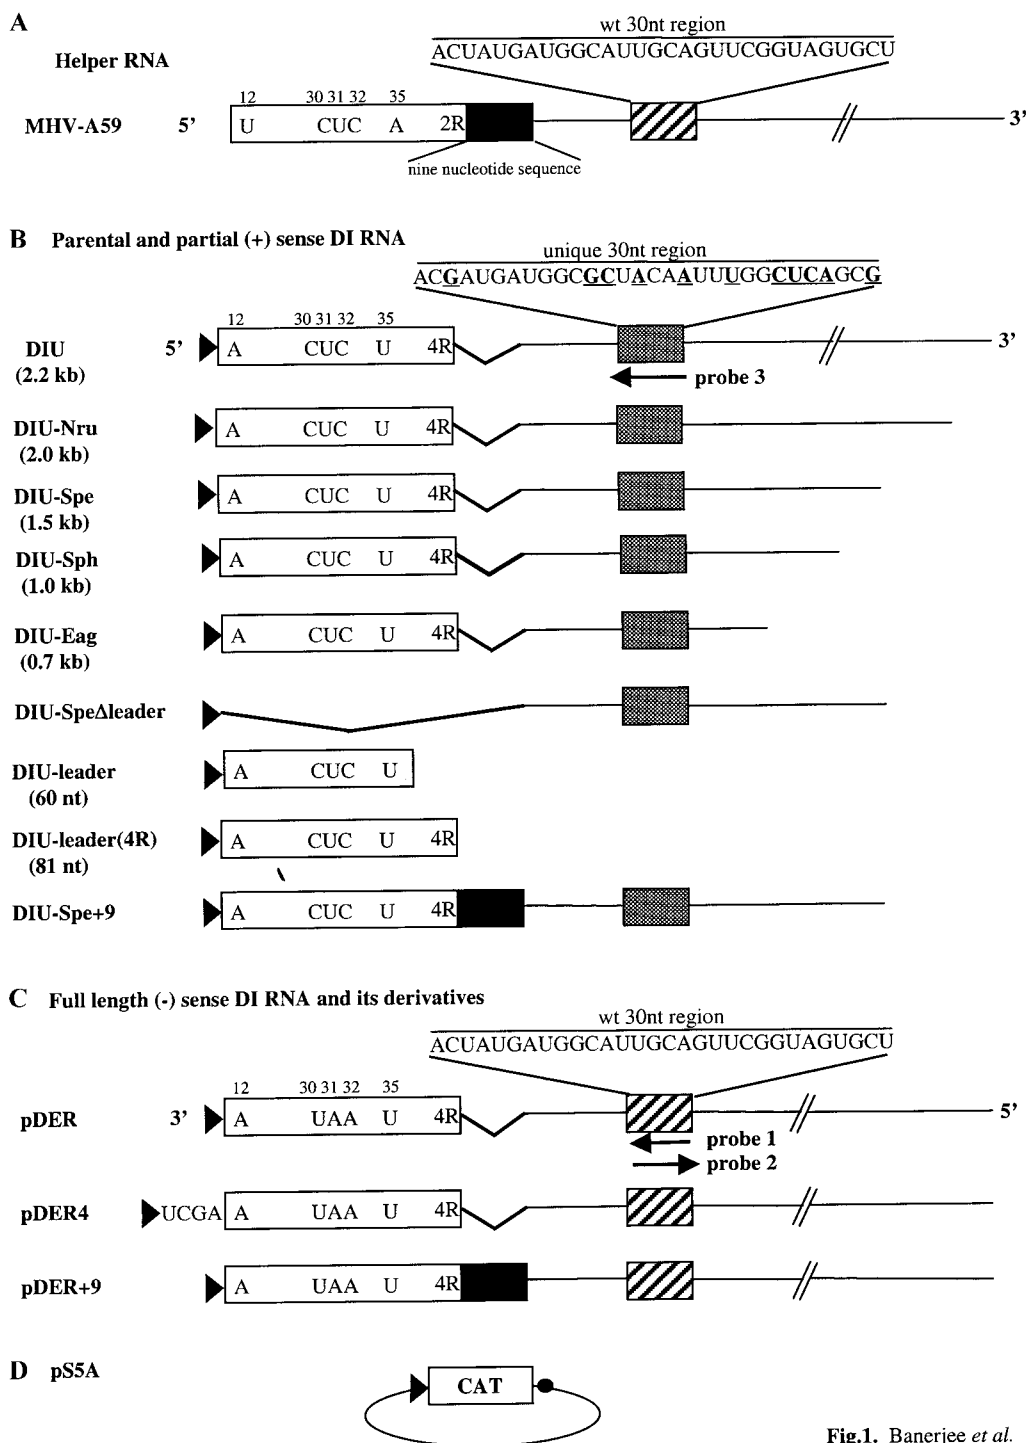 A
wt 30nt region
ACUAUGAUGGCAUUGCAGUUCGGUAGUGCU
Helper RNA
12 30 31 32 35
MHV-A59 5' U CUC A 2R 3'
nine nucleotide sequence
B Parental and partial (+) sense DI RNA
unique 30nt region
ACGAUGAUGGCGCUACAAUUUGGCUCAGCG
12 30 31 32 35
DIU 5' A CUC U 4R 3'
(2.2 kb)
probe 3
DIU-Nru A CUC U 4R
(2.0 kb)
DIU-Spe A CUC U 4R
(1.5 kb)
DIU-Sph A CUC U 4R
(1.0 kb)
DIU-Eag A CUC U 4R
(0.7 kb)
DIU-SpeΔleader
DIU-leader A CUC U
(60 nt)
DIU-leader(4R) A CUC U 4R
(81 nt)
DIU-Spe+9 A CUC U 4R
C Full length (-) sense DI RNA and its derivatives
wt 30nt region
ACUAUGAUGGCAUUGCAGUUCGGUAGUGCU
12 30 31 32 35
pDER 3' A UAA U 4R 5'
probe 1
probe 2
pDER4 UCGA A UAA U 4R
pDER+9 A UAA U 4R
D pS5A
CAT
Fig.1. Banerjee et al.